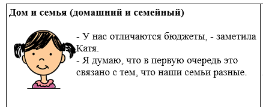 Дом и семья (домашний и семейный)
- У нас отличаются бюджеты, - заметила
Катя.
- Я думаю, что в первую очередь это
связано с тем, что наши семьи разные.